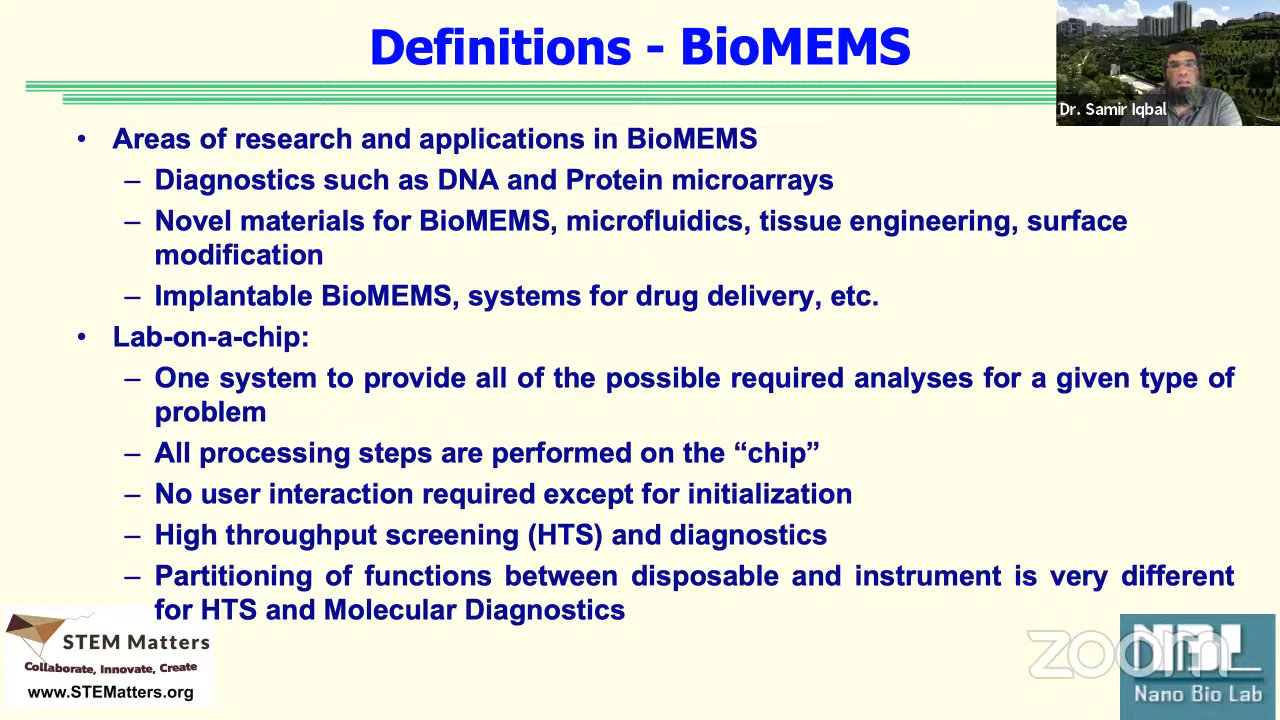 Definitions - BioMEMS
Dr. Samir Iqbal
• Areas of research and applications in BioMEMS
– Diagnostics such as DNA and Protein microarrays
– Novel materials for BioMEMS, microfluidics, tissue engineering, surface
modification
– Implantable BioMEMS, systems for drug delivery, etc.
• Lab-on-a-chip:
– One system to provide all of the possible required analyses for a given type of
problem
– All processing steps are performed on the “chip”
– No user interaction required except for initialization
– High throughput screening (HTS) and diagnostics
– Partitioning of functions between disposable and instrument is very different
for HTS and Molecular Diagnostics
STEM Matters
Collaborate, Innovate, Create
www.STEMatters.org
zoom
NBL
Nano Bio Lab